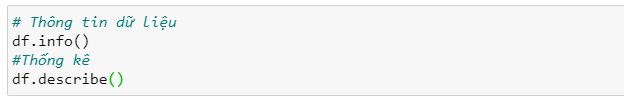 # Thông tin dữ liệu
df.info()
#Thống kê
df.describe()